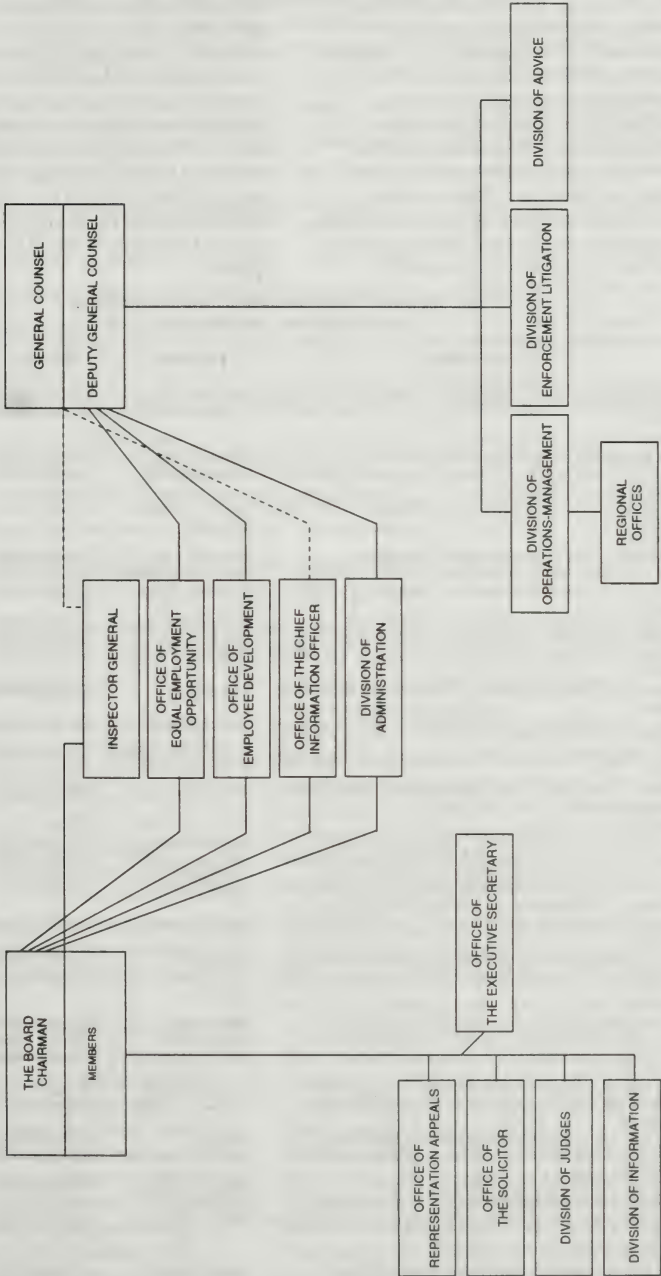 THE BOARD
CHAIRMAN
MEMBERS
GENERAL COUNSEL
DEPUTY GENERAL COUNSEL
INSPECTOR GENERAL
OFFICE OF
EQUAL EMPLOYMENT
OPPORTUNITY
OFFICE OF
EMPLOYEE DEVELOPMENT
OFFICE OF THE CHIEF
INFORMATION OFFICER
DIVISION OF
ADMINISTRATION
OFFICE OF
THE EXECUTIVE SECRETARY
OFFICE OF
REPRESENTATION APPEALS
OFFICE OF
THE SOLICITOR
DIVISION OF JUDGES
DIVISION OF INFORMATION
DIVISION OF
OPERATIONS-MANAGEMENT
DIVISION OF
ENFORCEMENT LITIGATION
DIVISION OF ADVICE
REGIONAL
OFFICES